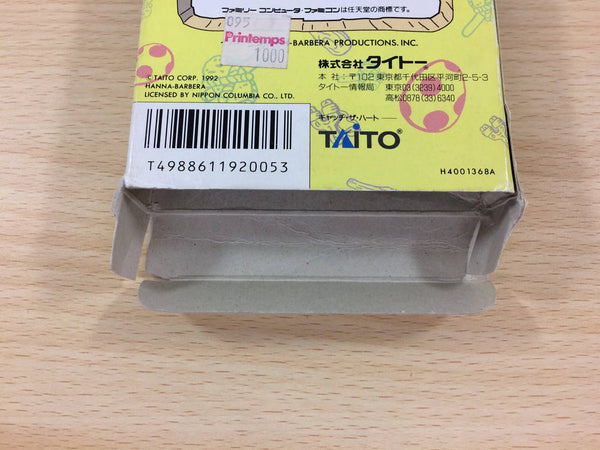 ファミリー コンピュータ・ファミコンは任天堂の商標です。
095
Printemps
1000
-BARBERA PRODUCTIONS, INC.
© TAITO CORP. 1992
HANNA-BARBERA
LICENSED BY NIPPON COLUMBIA CO., LTD.
株式会社 タイトー
本 社：〒102 東京都千代田区平河町2-5-3
タイトー情報局： 東京03(3239)4000
高松0878(33)6340
キャッチ・ザ・ハート
TAITO®
T4988611920053
H4001368A